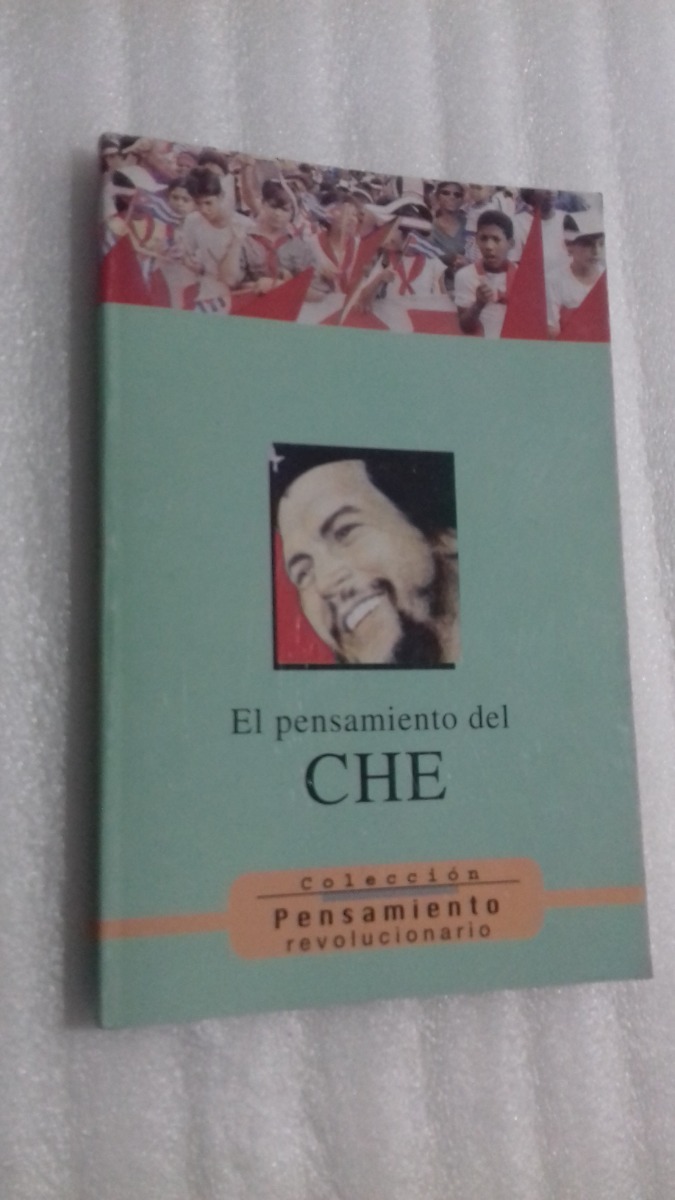 El pensamiento del
CHE
Colección
Pensamiento
revolucionario